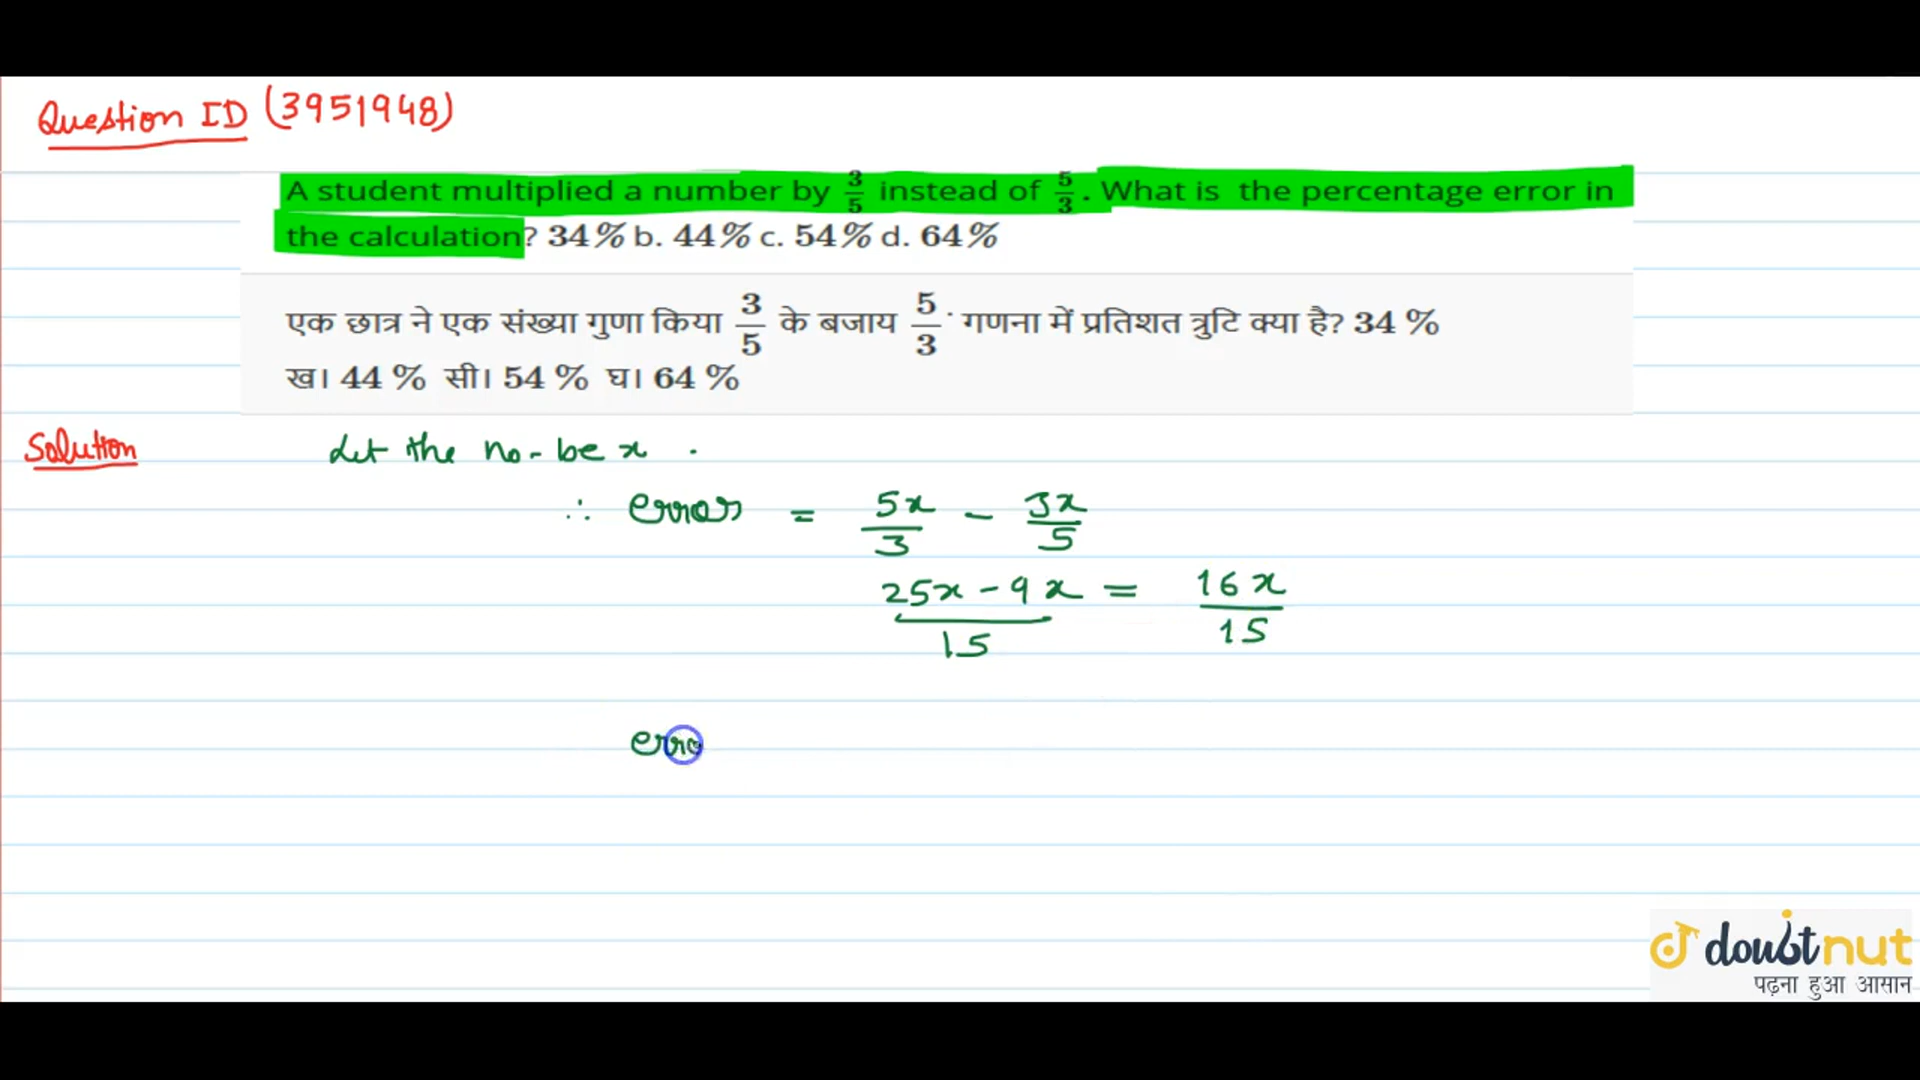 Question ID (3951948)
A student multiplied a number by 3/5 instead of 5/3. What is the percentage error in
the calculation? 34% b. 44% c. 54% d. 64%
एक छात्र ने एक संख्या गुणा किया 3/5 के बजाय 5/3. गणना में प्रतिशत त्रुटि क्या है? 34 %
ख। 44 % सी। 54 % घ। 64 %
Solution Let the no- be x .
∴ error = 5x/3 - 3x/5
25x - 9x/15 = 16x/15
erro
doubtnut
पढ़ना हुआ आसान